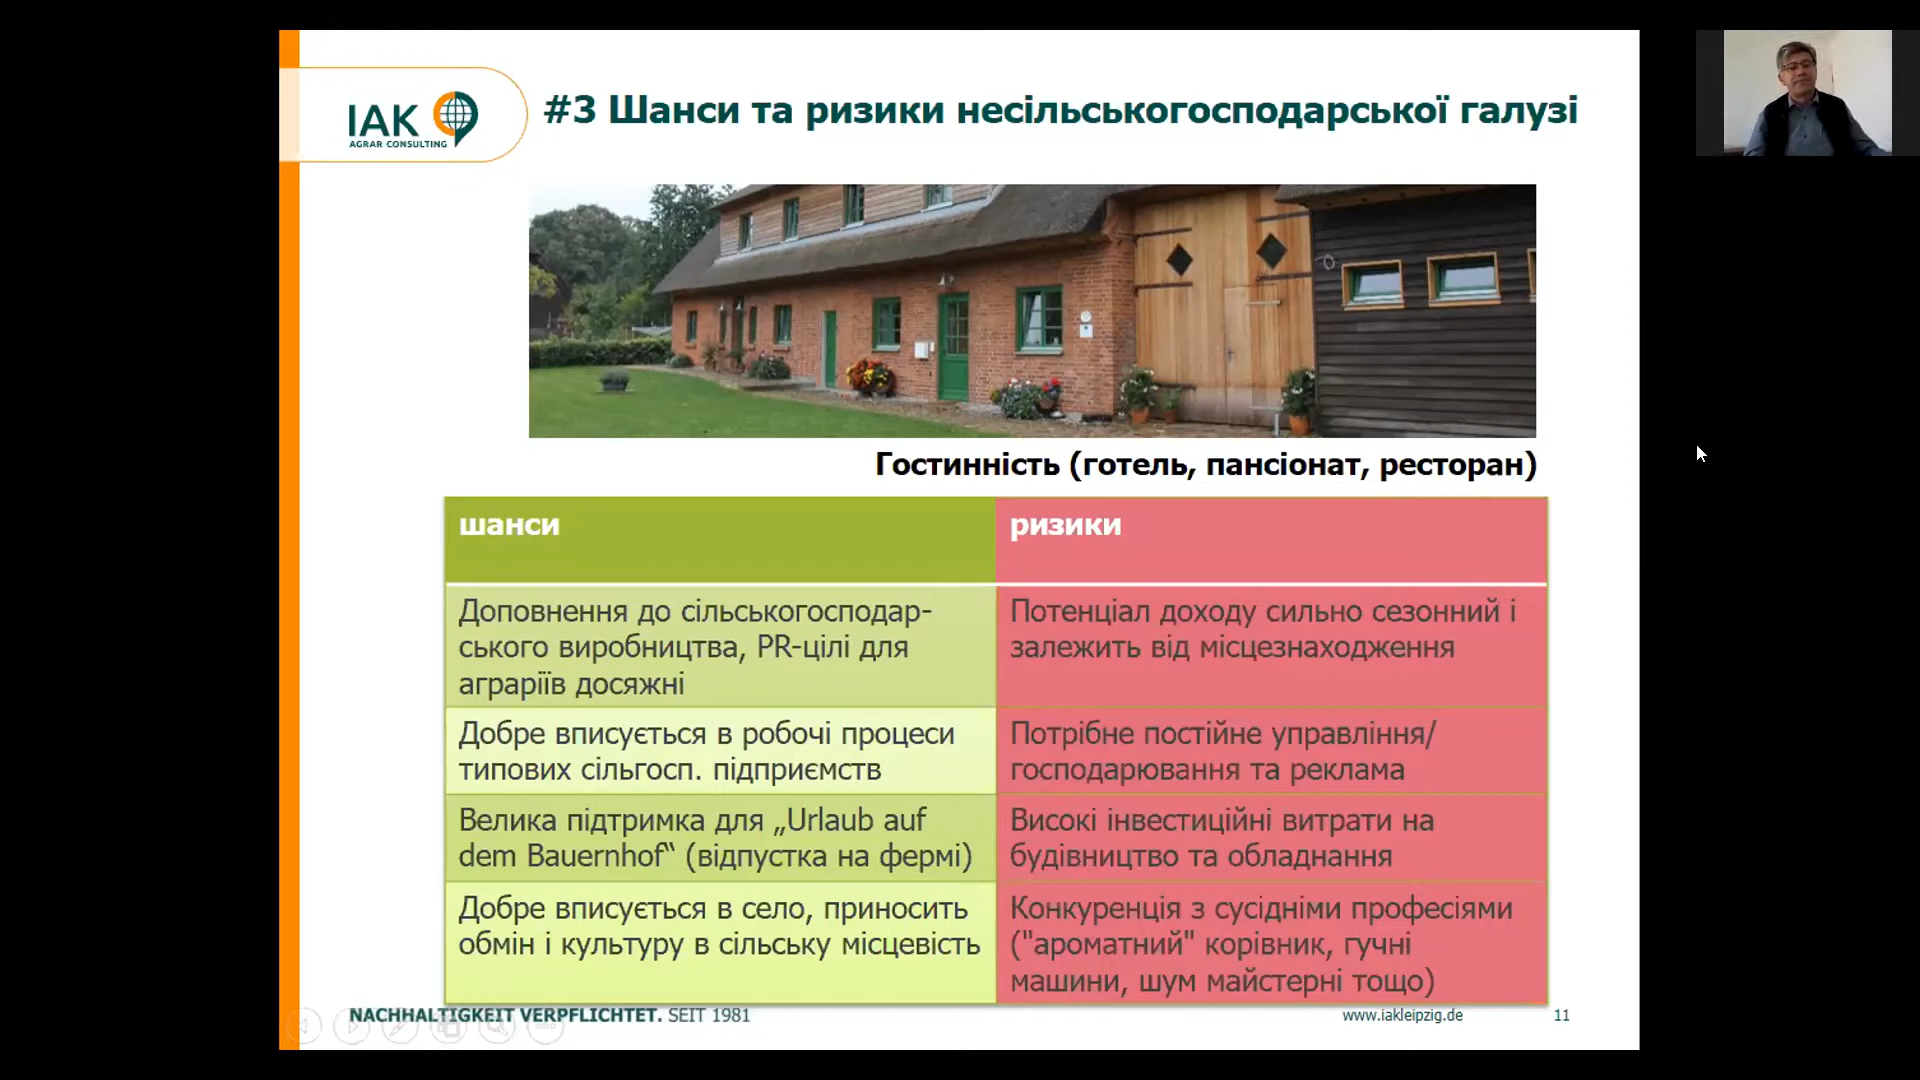 IAK
AGRAR CONSULTING
#3 Шанси та ризики несільськогосподарської галузі
Гостинність (готель, пансіонат, ресторан)
шанси
ризики
Доповнення до сільськогосподар-
ського виробництва, PR-цілі для
аграріїв досяжні
Потенціал доходу сильно сезонний і
залежить від місцезнаходження
Добре вписується в робочі процеси
типових сільгосп. підприємств
Потрібне постійне управління/
господарювання та реклама
Велика підтримка для „Urlaub auf
dem Bauernhof“ (відпустка на фермі)
Високі інвестиційні витрати на
будівництво та обладнання
Добре вписується в село, приносить
обмін і культуру в сільську місцевість
Конкуренція з сусідніми професіями
("ароматний" корівник, гучні
машини, шум майстерні тощо)
NACHHALTIGKEIT VERPFLICHTET. SEIT 1981
www.iakleipzig.de
11